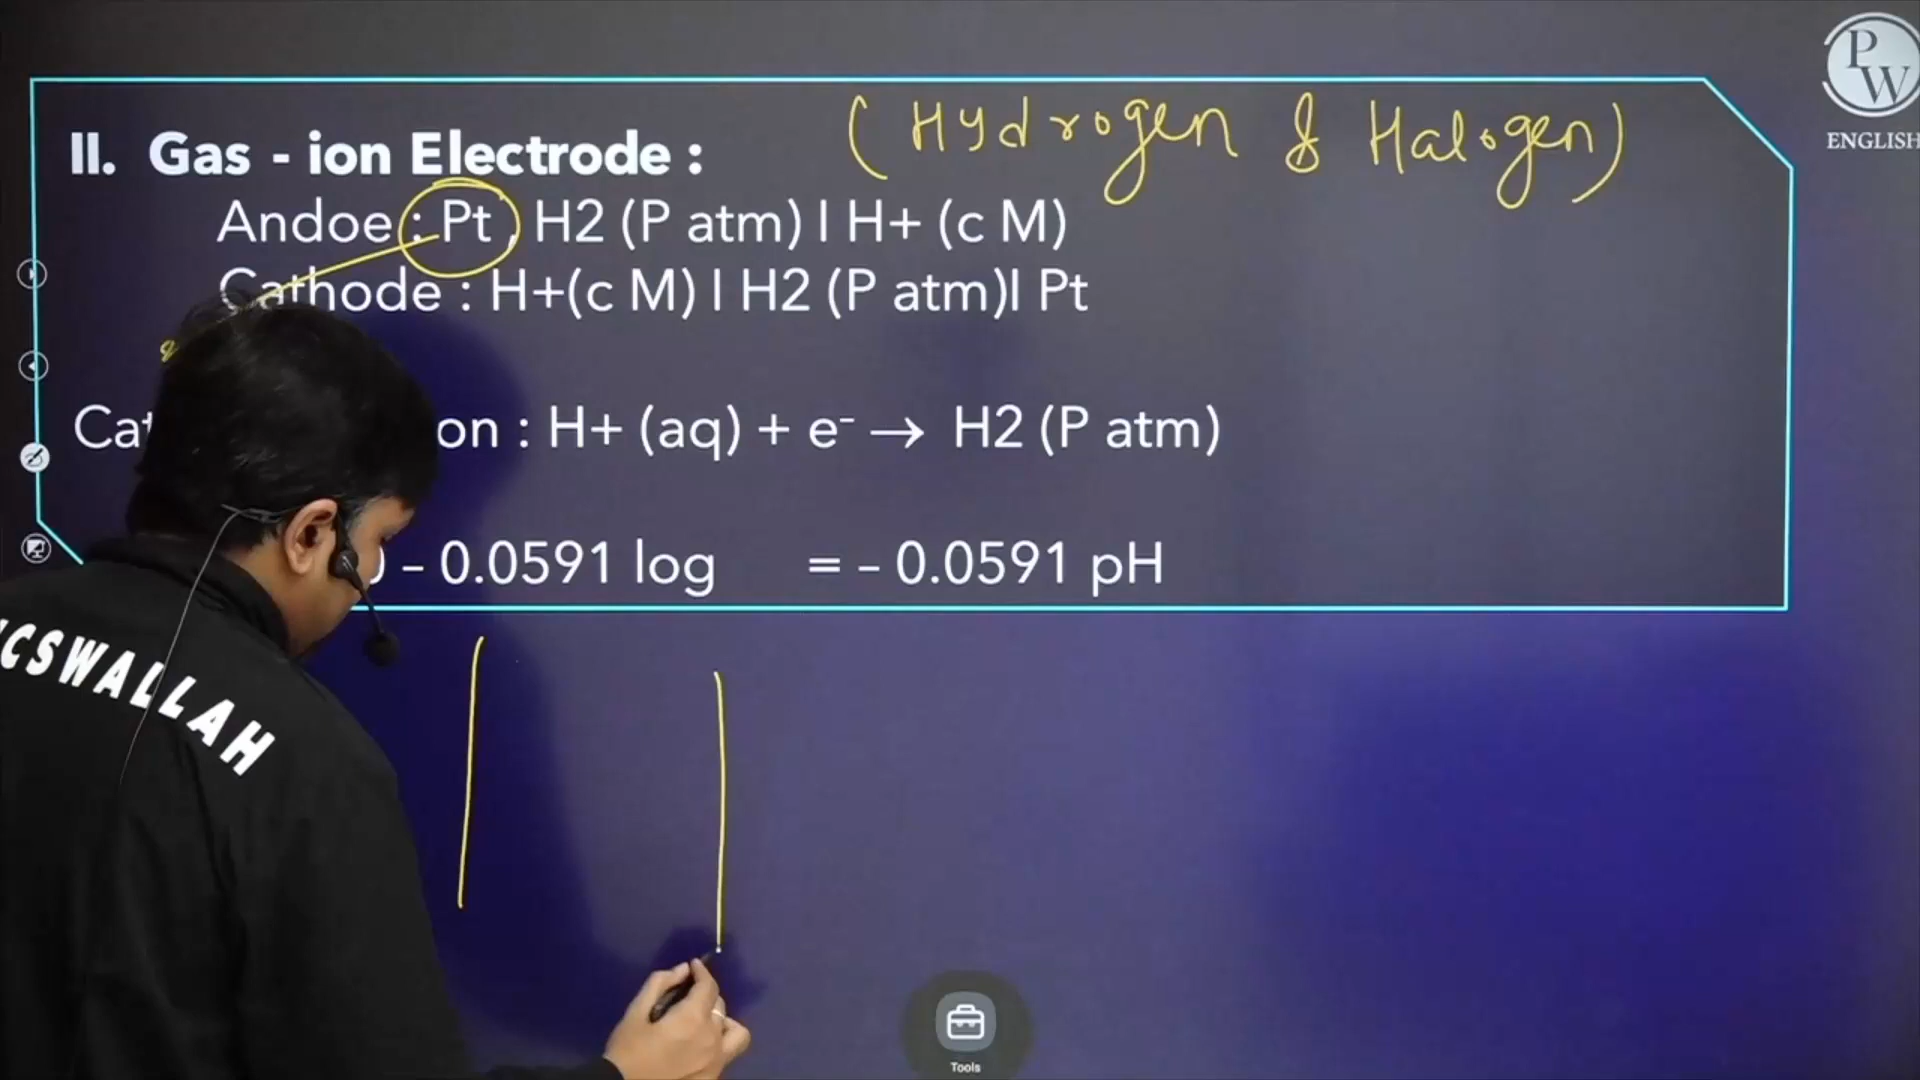 PW
ENGLISH
(Hydrogen & Halogen)
II. Gas - ion Electrode :
Andoe : Pt , H2 (P atm) I H+ (c M)
Cathode : H+(c M) I H2 (P atm)I Pt
on : H+ (aq) + e⁻ → H2 (P atm)
– 0.0591 log = – 0.0591 pH
CSWALLAH
Tools